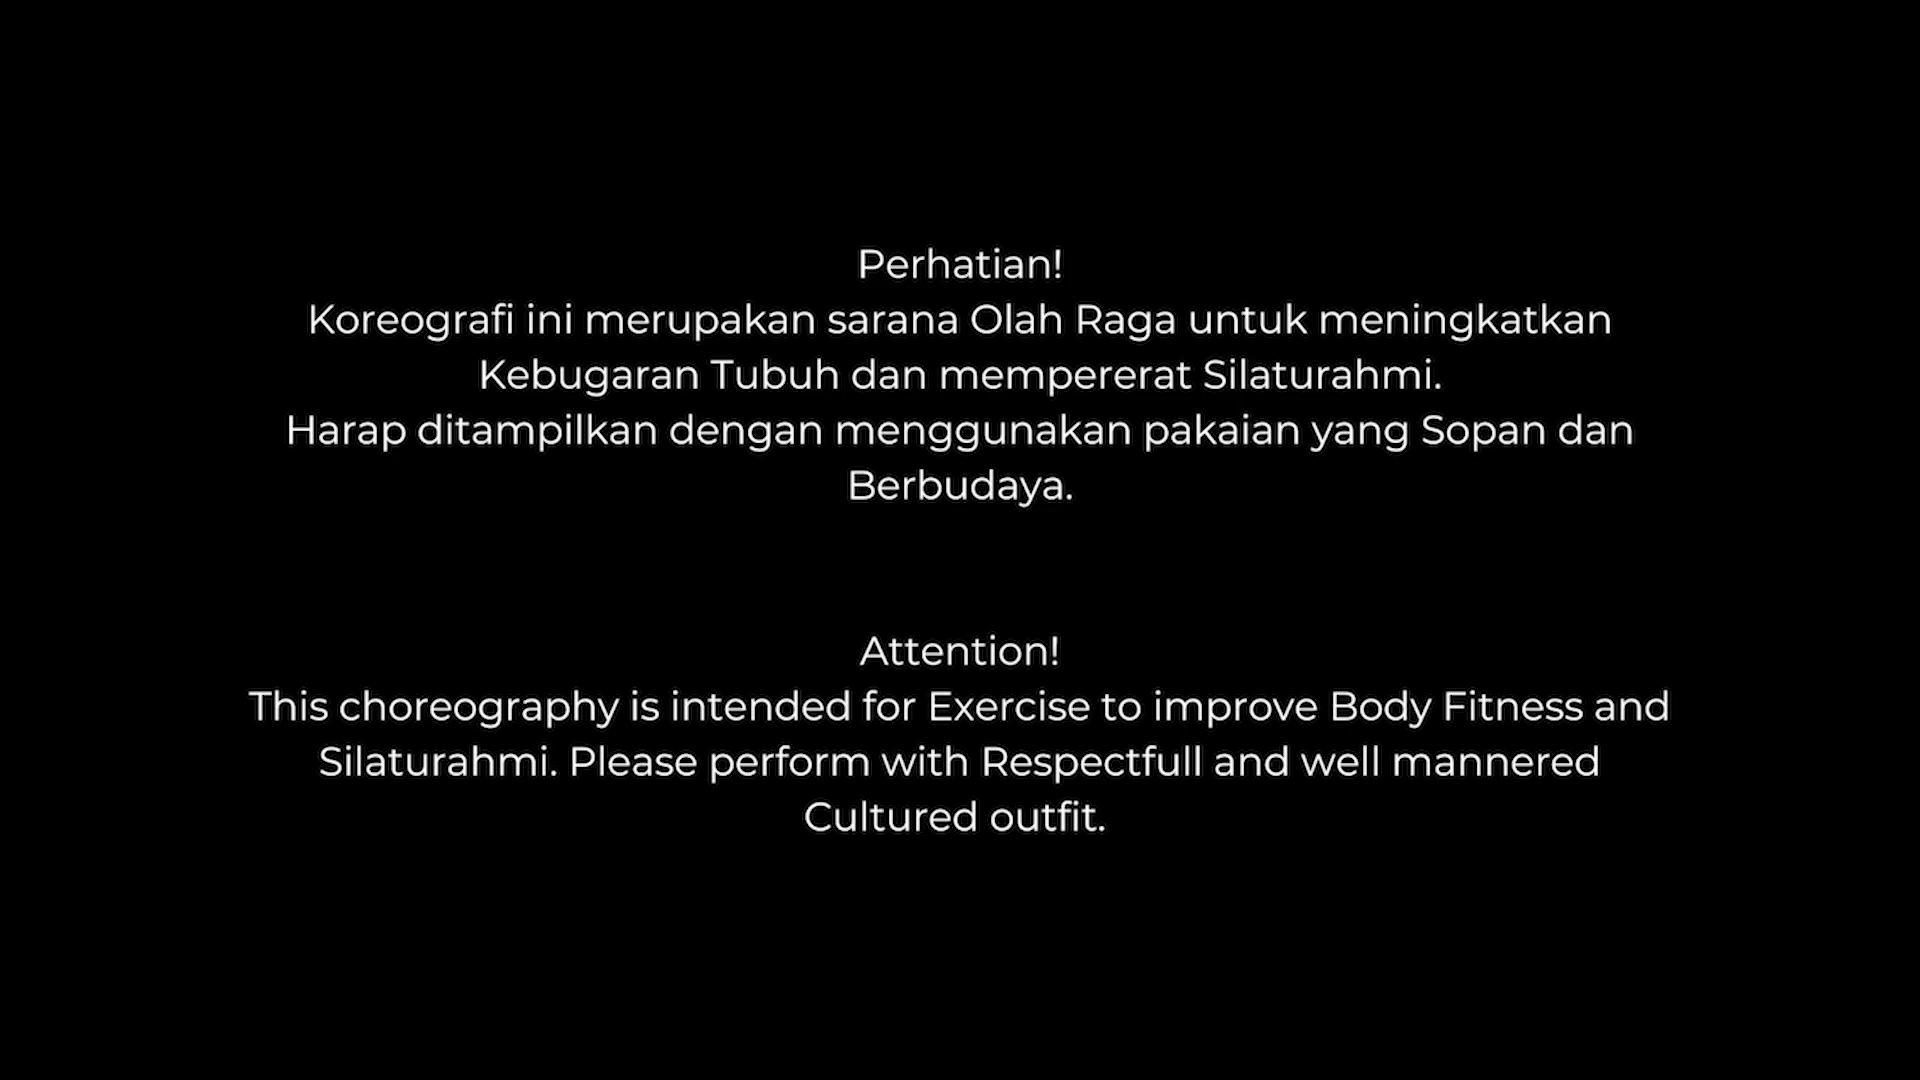 Perhatian!
Koreografi ini merupakan sarana Olah Raga untuk meningkatkan
Kebugaran Tubuh dan mempererat Silaturahmi.
Harap ditampilkan dengan menggunakan pakaian yang Sopan dan
Berbudaya.
Attention!
This choreography is intended for Exercise to improve Body Fitness and
Silaturahmi. Please perform with Respectfull and well mannered
Cultured outfit.